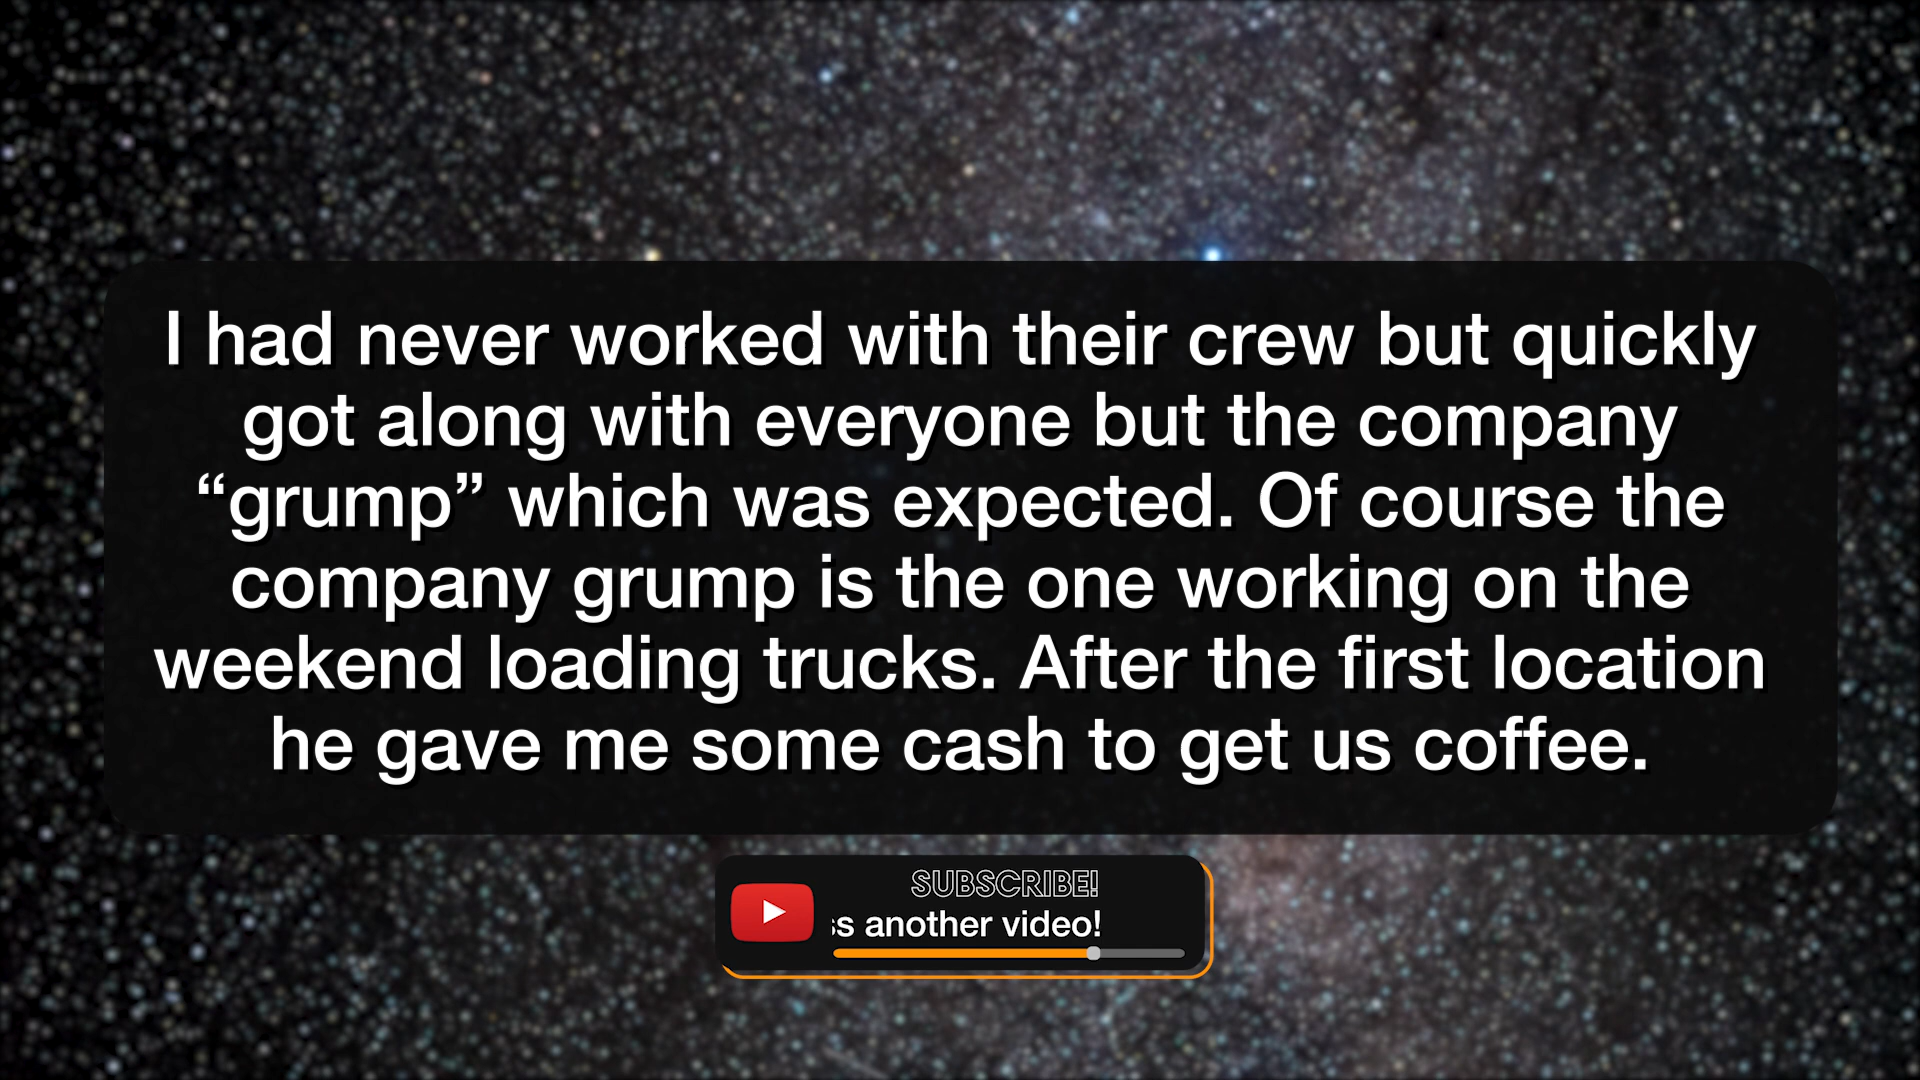 I had never worked with their crew but quickly
got along with everyone but the company
“grump” which was expected. Of course the
company grump is the one working on the
weekend loading trucks. After the first location
he gave me some cash to get us coffee.
SUBSCRIBE!
another video!